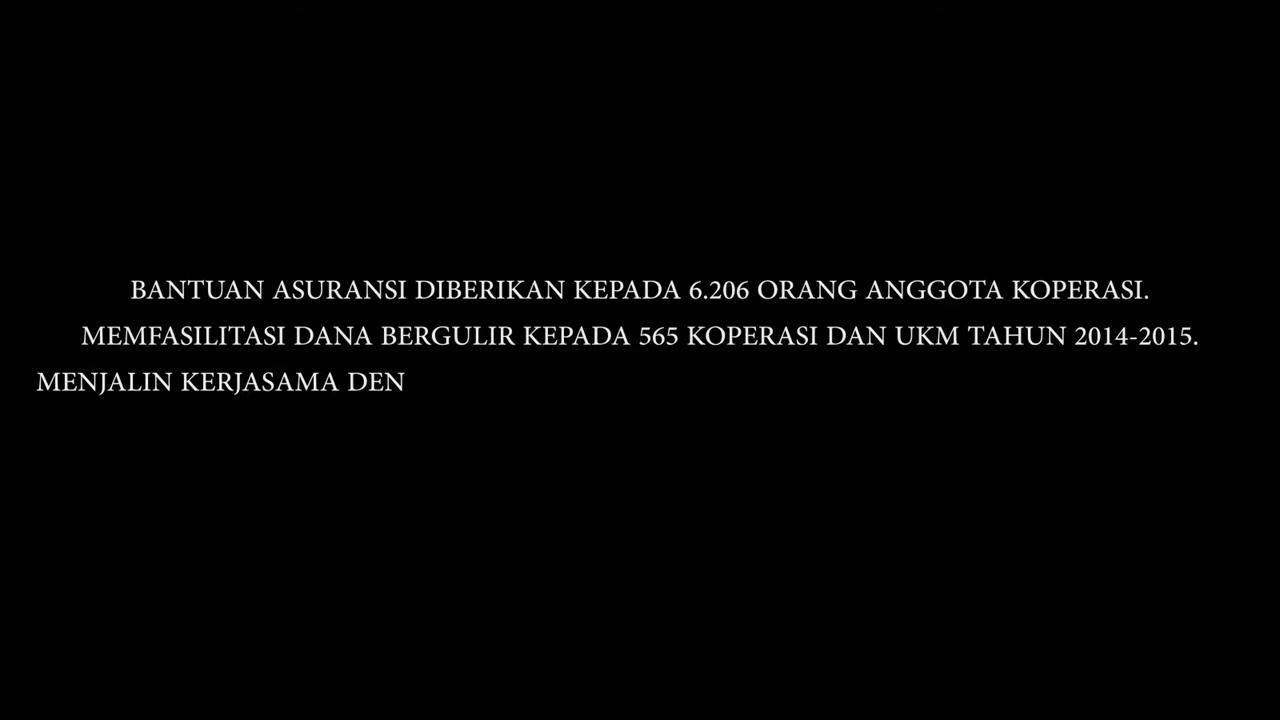 BANTUAN ASURANSI DIBERIKAN KEPADA 6.206 ORANG ANGGOTA KOPERASI.
MEMFASILITASI DANA BERGULIR KEPADA 565 KOPERASI DAN UKM TAHUN 2014-2015.
MENJALIN KERJASAMA DEN